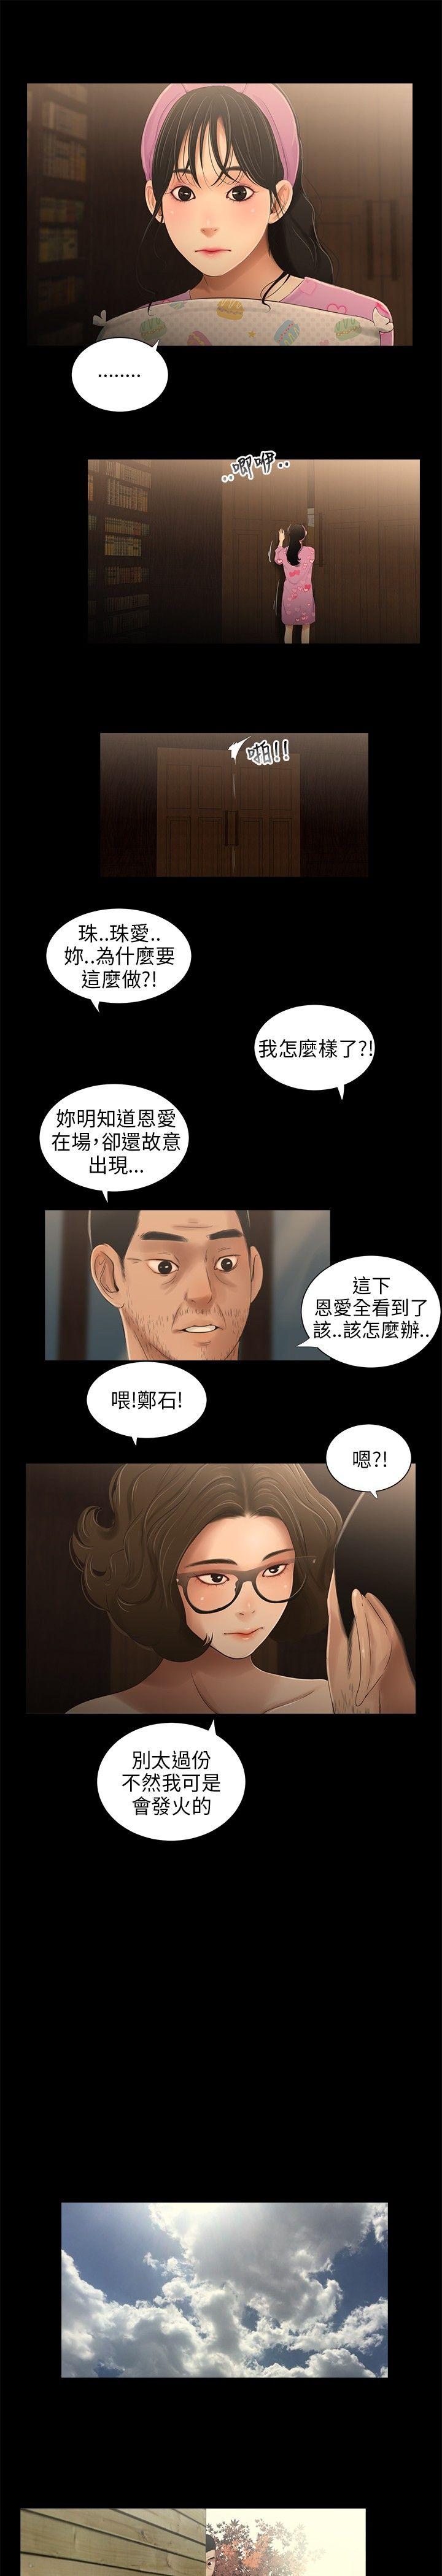 ........
..唧咿..
啪!!
珠..珠愛..
妳..為什麼要
這麼做?!
我怎麼樣了?!
妳明知道恩愛
在場，卻還故意
出現...
這下
恩愛全看到了
該..該怎麼辦..
喂!鄭石!
嗯?!
別太過份
不然我可是
會發火的